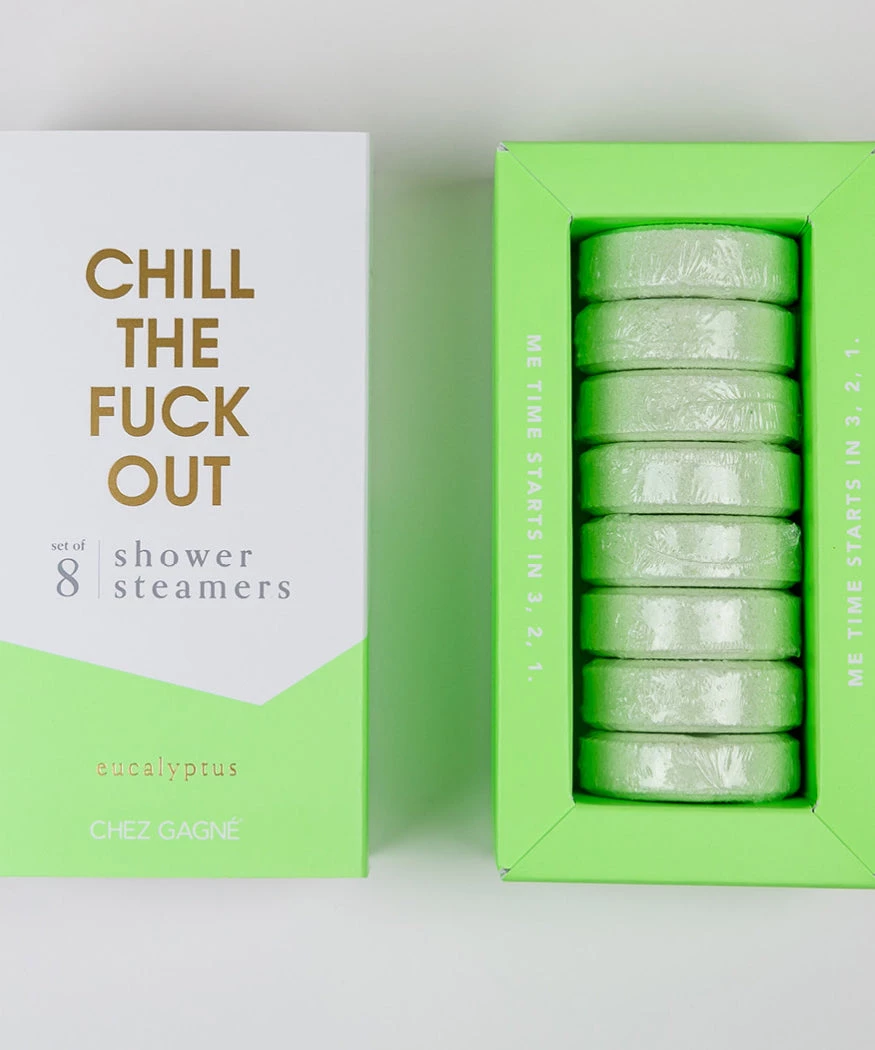 CHILL
THE
FUCK
OUT
set of
8
shower
steamers
eucalyptus
CHEZ GAGNÉ
ME TIME STARTS IN 3, 2, 1.
ME TIME STARTS IN 3, 2, 1.